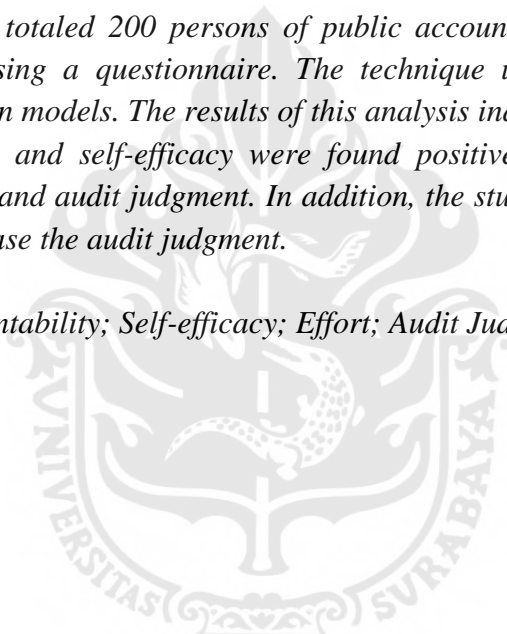 totaled 200 persons of public accoun
sing a questionnaire. The technique u
n models. The results of this analysis ind
and self-efficacy were found positive
and audit judgment. In addition, the stu
ase the audit judgment.
ntability; Self-efficacy; Effort; Audit Jud
UNIVERSITAS SURABAYA